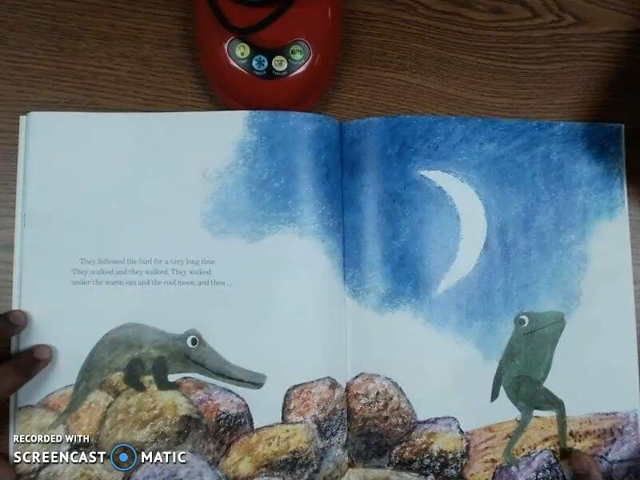 They followed the bird for a very long time.
They walked and they walked. They walked
under the warm sun and the cool moon, and then . . .
RECORDED WITH
SCREENCAST MATIC